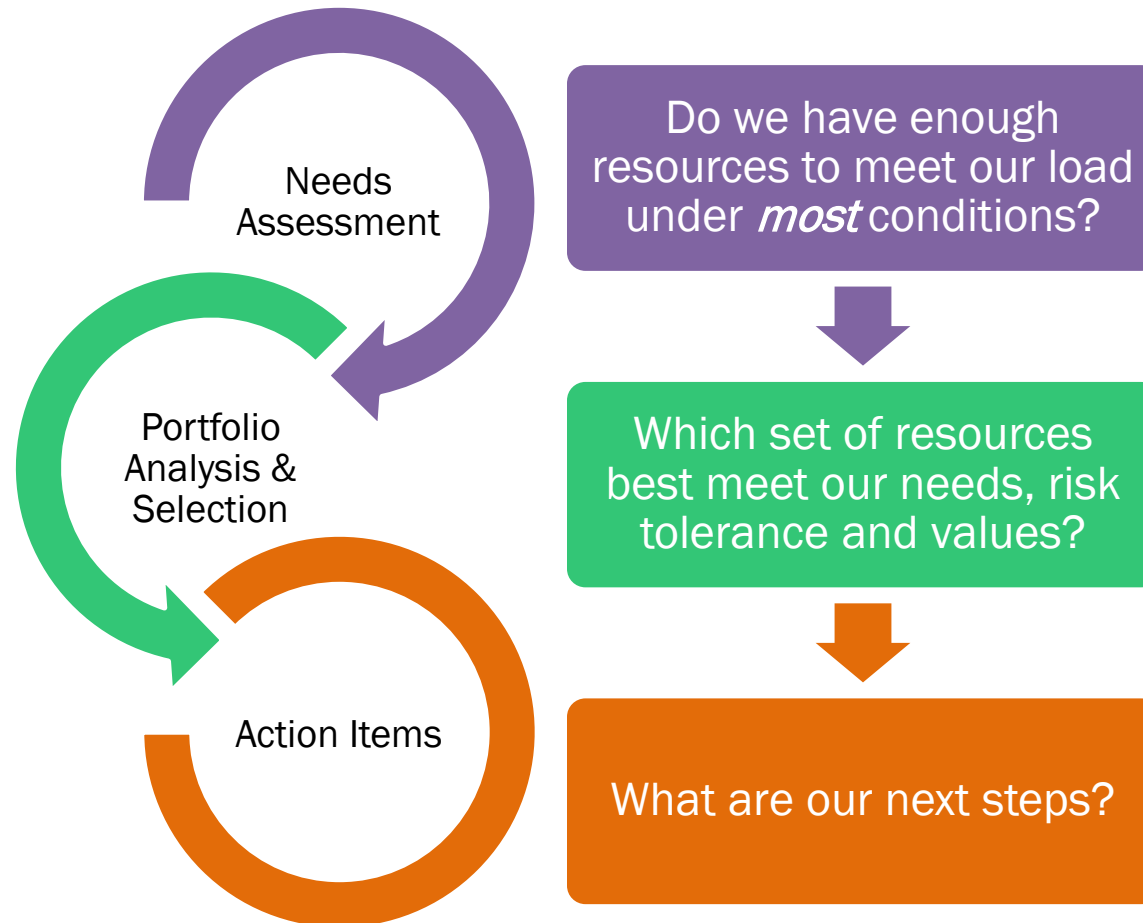 Needs
Assessment
Do we have enough
resources to meet our load
under most conditions?
Portfolio
Analysis &
Selection
Which set of resources
best meet our needs, risk
tolerance and values?
Action Items
What are our next steps?